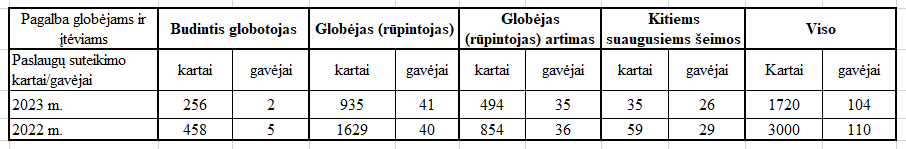 Pagalba globėjams ir įtėviams Budintis globotojas Globėjas (rūpintojas) Globėjas (rūpintojas) artimas Kitiems suaugusiems šeimos Viso
Paslaugų suteikimo kartai/gavėjai kartai gavėjai kartai gavėjai kartai gavėjai kartai gavėjai Kartai gavėjai
2023 m. 256 2 935 41 494 35 35 26 1720 104
2022 m. 458 5 1629 40 854 36 59 29 3000 110